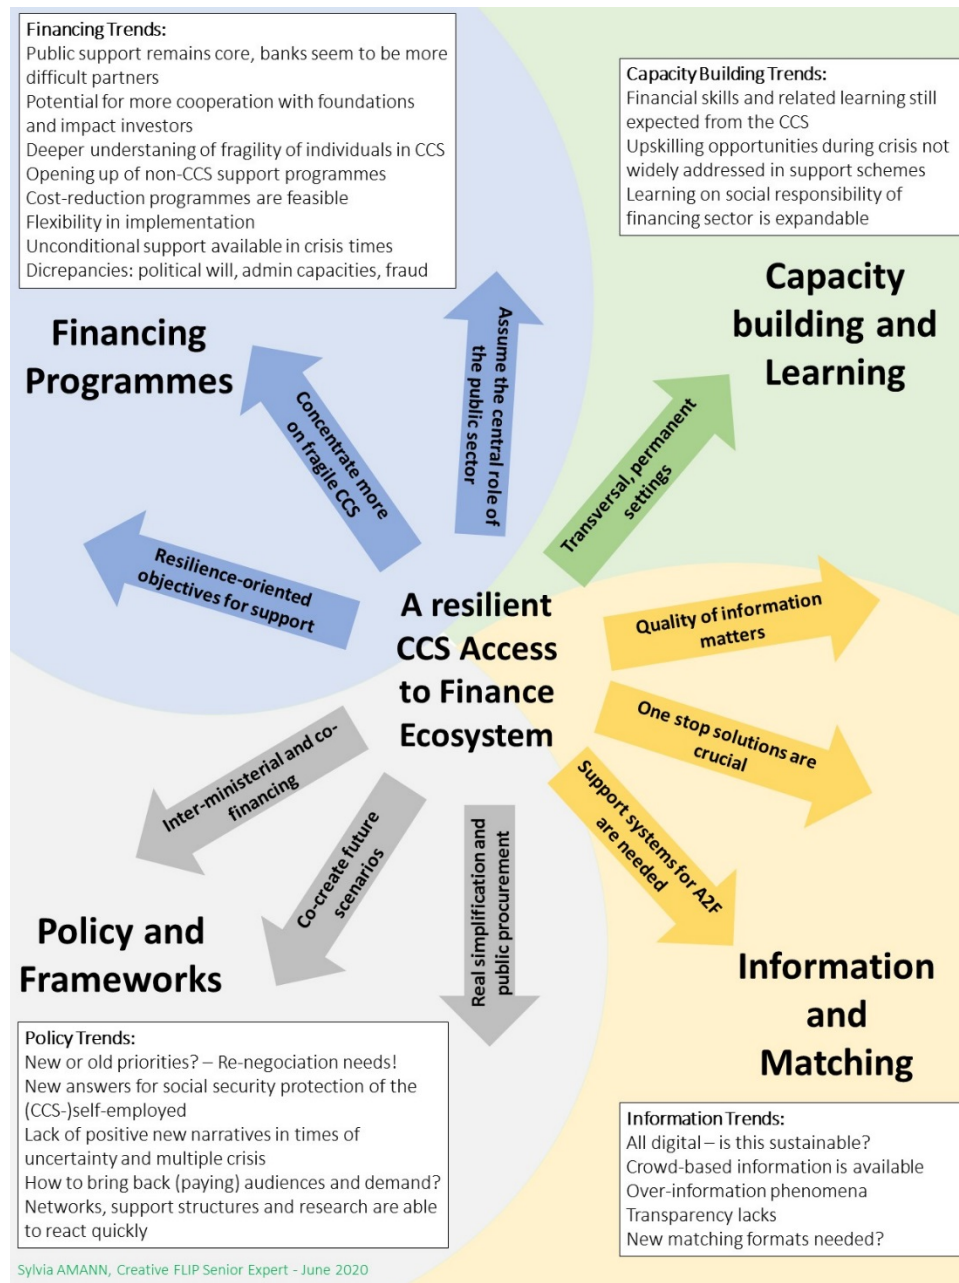 Financing Trends:
Public support remains core, banks seem to be more
difficult partners
Potential for more cooperation with foundations
and impact investors
Deeper understaning of fragility of individuals in CCS
Opening up of non-CCS support programmes
Cost-reduction programmes are feasible
Flexibility in implementation
Unconditional support available in crisis times
Dicrepancies: political will, admin capacities, fraud
Capacity Building Trends:
Financial skills and related learning still
expected from the CCS
Upskilling opportunities during crisis not
widely addressed in support schemes
Learning on social responsibility of
financing sector is expandable
Financing
Programmes
Capacity
building and
Learning
Assume the central role of
the public sector
Concentrate more
on fragile CCS
Resilience-oriented
objectives for support
Transversal, permanent
settings
A resilient
CCS Access
to Finance
Ecosystem
Quality of information
matters
One stop solutions are
crucial
Support systems for A2F
are needed
Inter-ministerial and co-
financing
Co-create future
scenarios
Real simplification and
public procurement
Policy and
Frameworks
Information
and
Matching
Policy Trends:
New or old priorities? – Re-negociation needs!
New answers for social security protection of the
(CCS-)self-employed
Lack of positive new narratives in times of
uncertainty and multiple crisis
How to bring back (paying) audiences and demand?
Networks, support structures and research are able
to react quickly
Information Trends:
All digital – is this sustainable?
Crowd-based information is available
Over-information phenomena
Transparency lacks
New matching formats needed?
Sylvia AMANN, Creative FLIP Senior Expert - June 2020